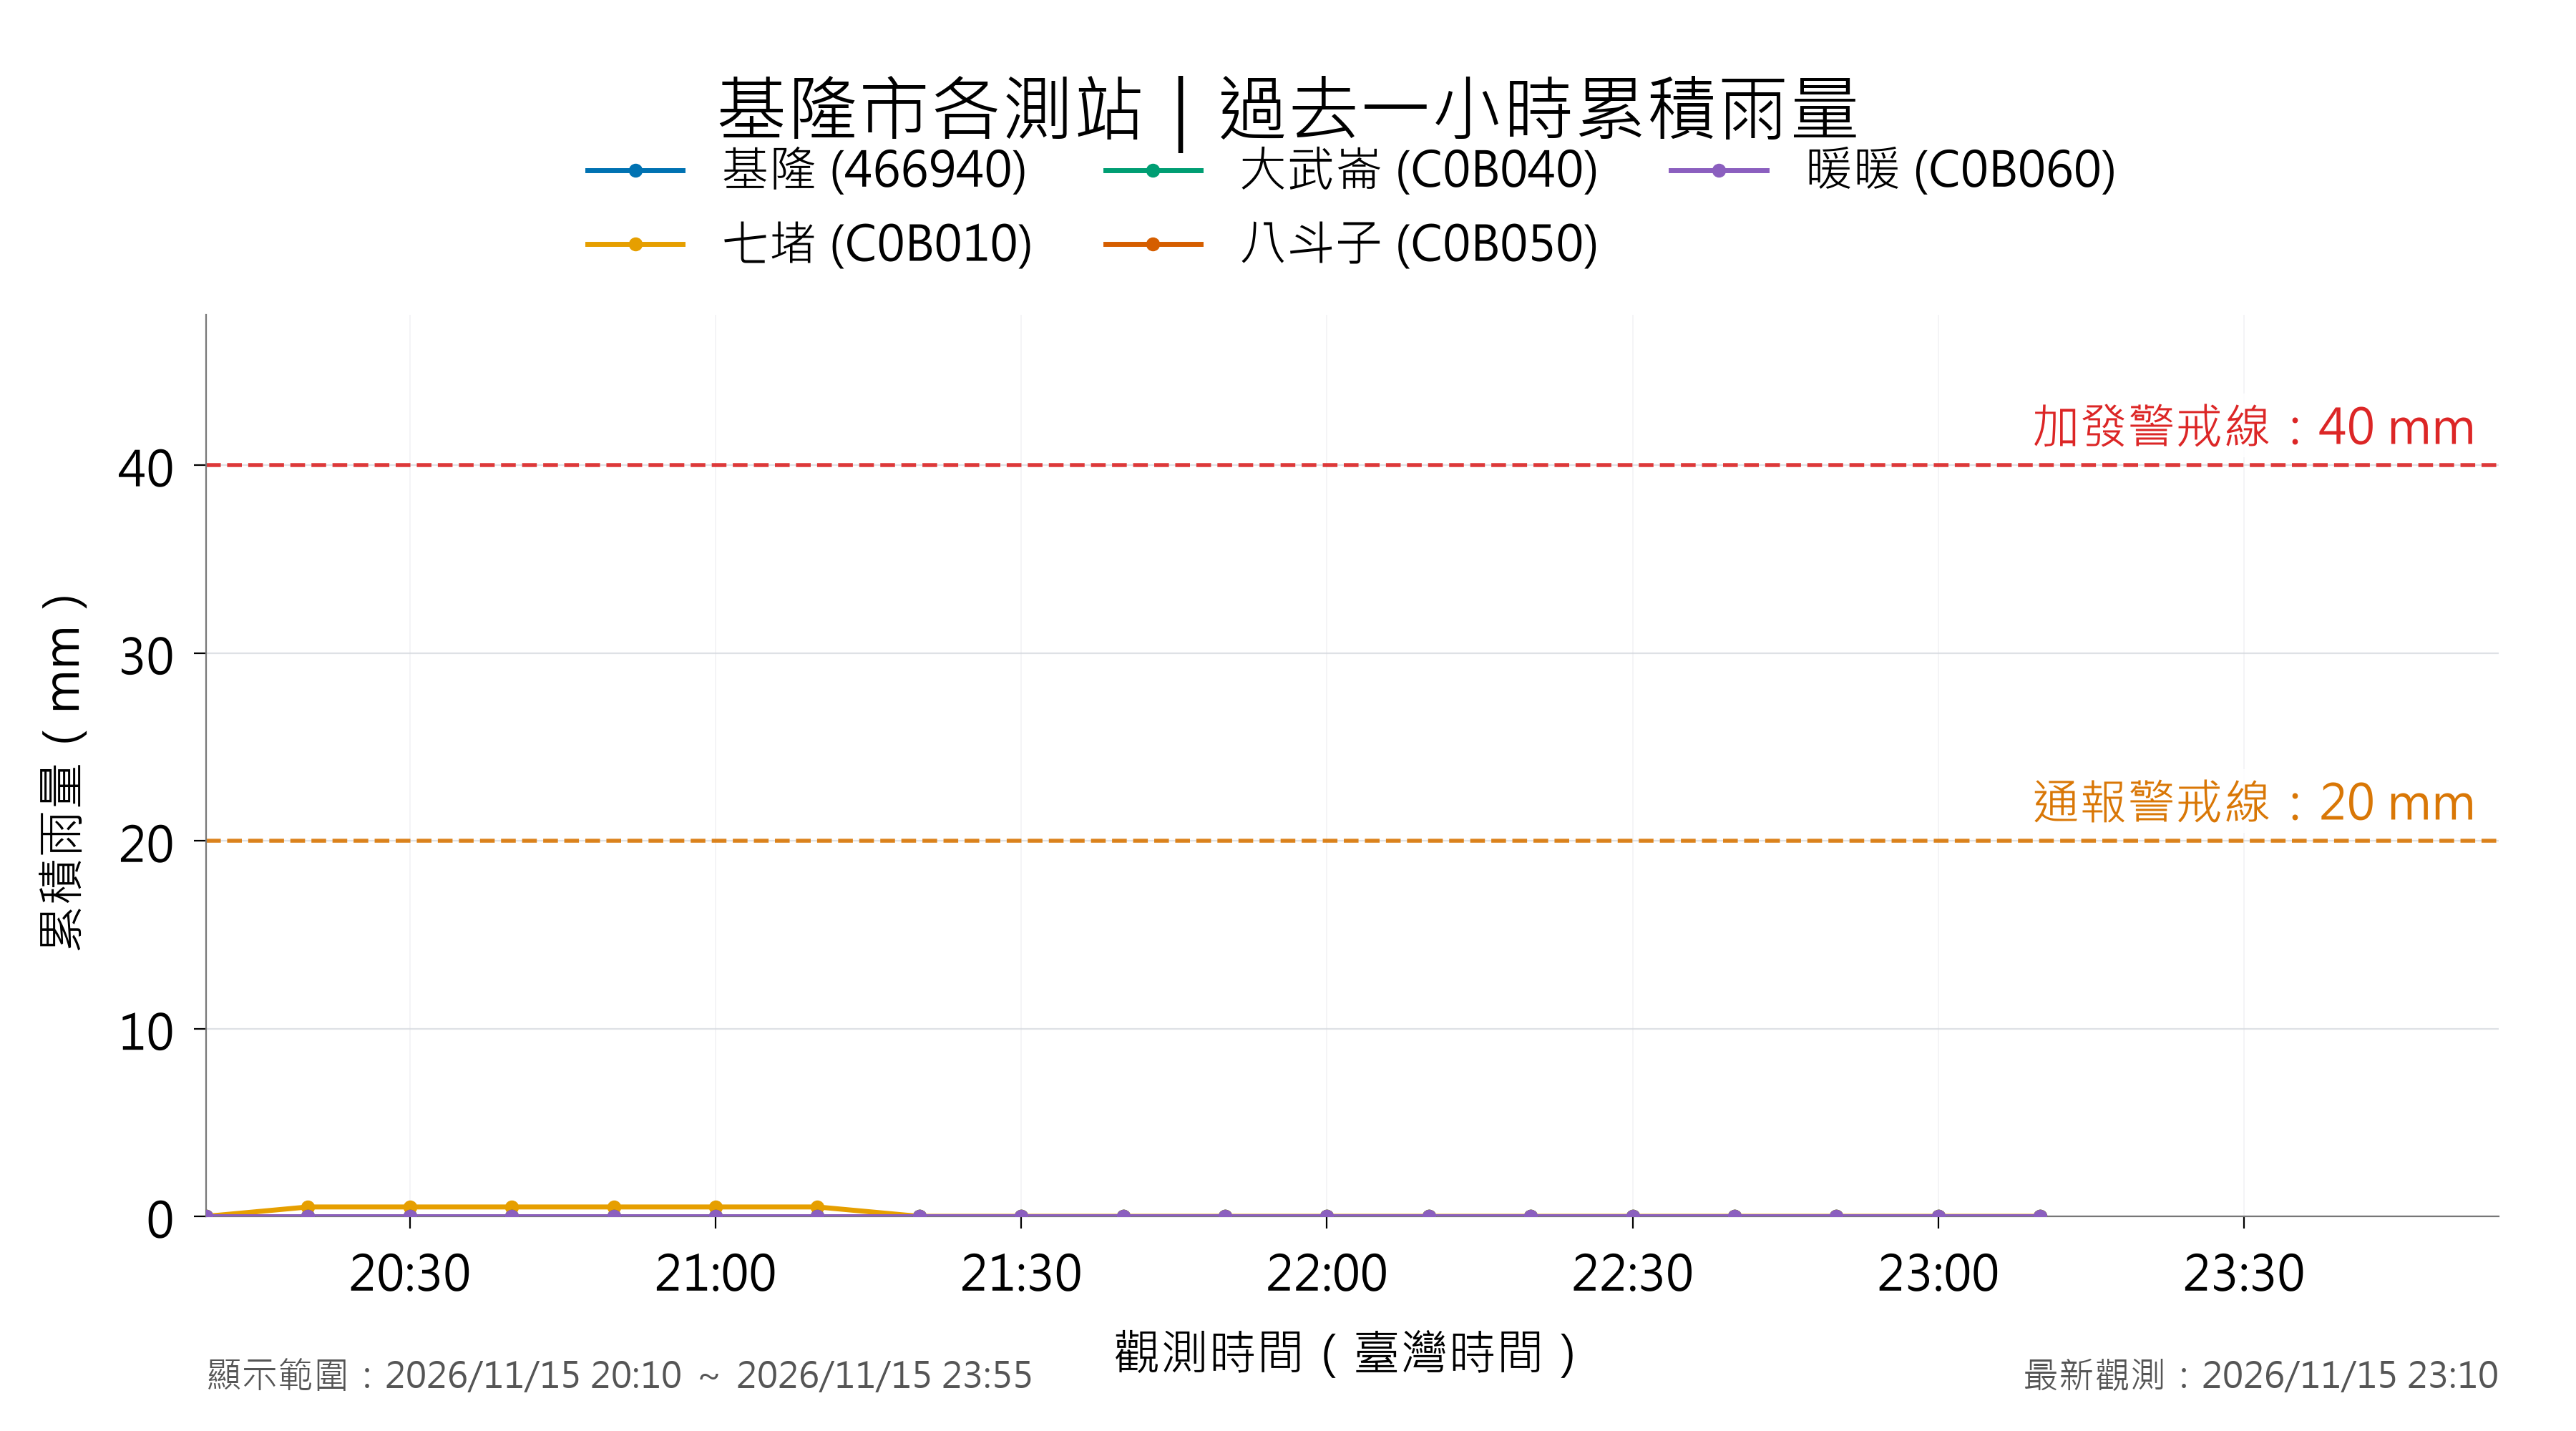 基隆市各測站｜過去一小時累積雨量
基隆 (466940)
大武崙 (C0B040)
暖暖 (C0B060)
七堵 (C0B010)
八斗子 (C0B050)
加發警戒線：40 mm
通報警戒線：20 mm
累積雨量（mm）
40
30
20
10
0
20:30 21:00 21:30 22:00 22:30 23:00 23:30
觀測時間（臺灣時間）
顯示範圍：2026/11/15 20:10 ~ 2026/11/15 23:55
最新觀測：2026/11/15 23:10